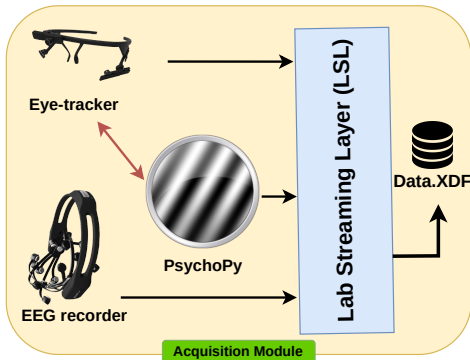 Eye-tracker
Lab Streaming Layer (LSL)
Data.XDF
PsychoPy
EEG recorder
Acquisition Module